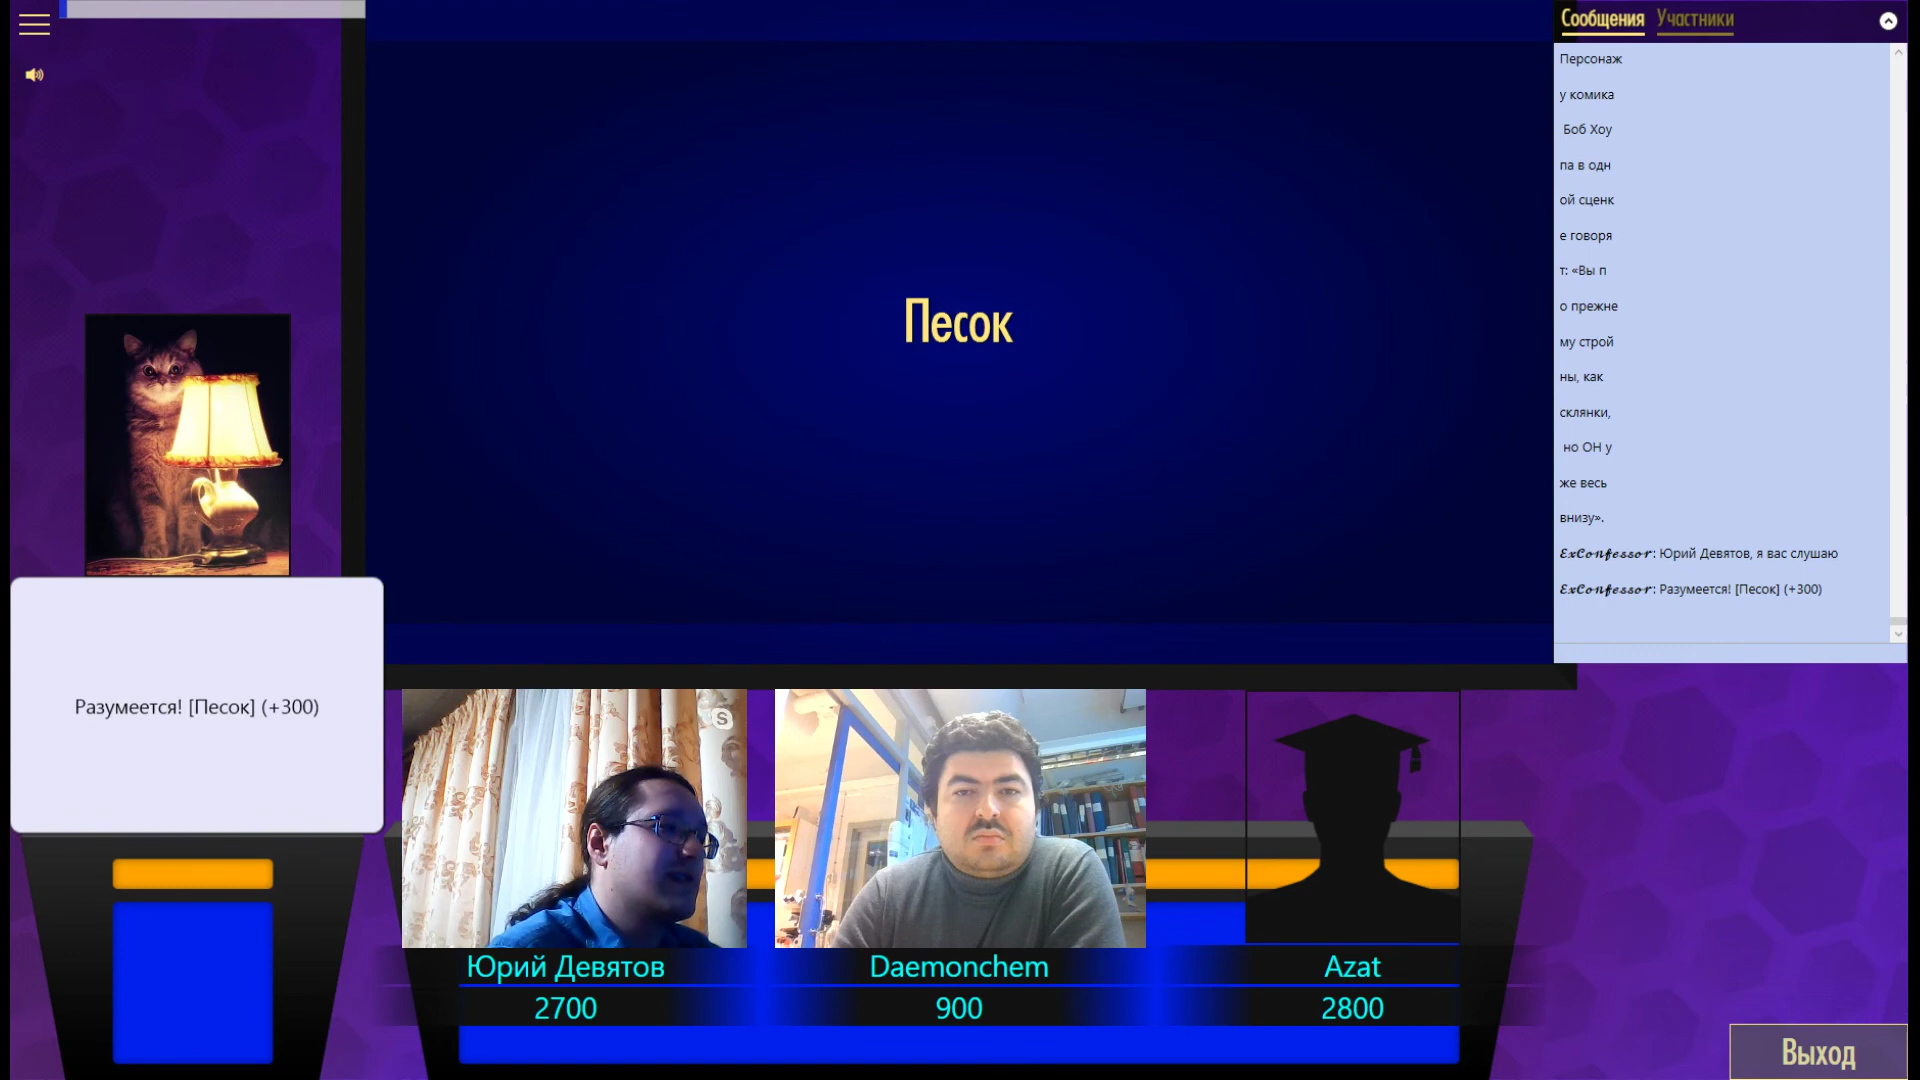 Сообщения Участники
Песок
Персонаж
у комика
Боб Хоу
па в одн
ой сценк
е говоря
т: «Вы п
о прежне
му строй
ны, как
склянки,
но ОН у
же весь
внизу».
ExConfessor: Юрий Девятов, я вас слушаю
ExConfessor: Разумеется! [Песок] (+300)
Разумеется! [Песок] (+300)
S
Юрий Девятов
2700
Daemonchem
900
Azat
2800
Выход